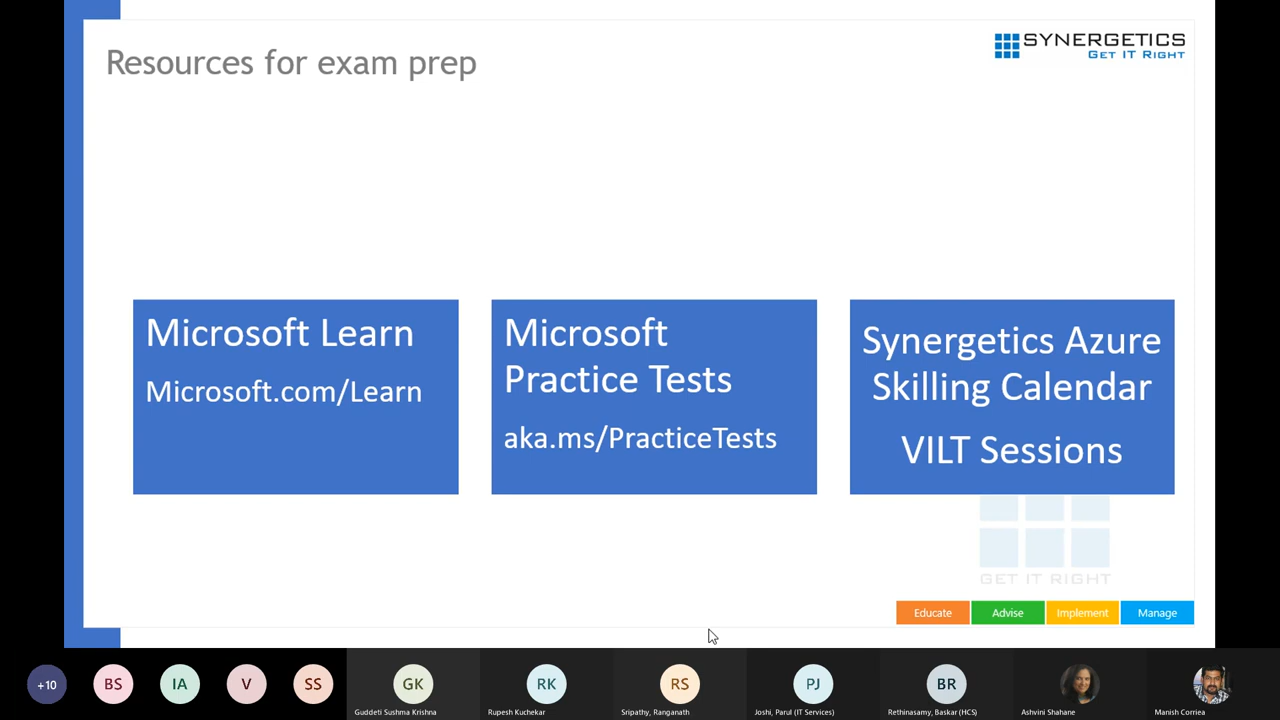 Resources for exam prep
SYNERGETICS
GET IT RIGHT
Microsoft Learn
Microsoft.com/Learn
Microsoft
Practice Tests
aka.ms/PracticeTests
Synergetics Azure
Skilling Calendar
VILT Sessions
GET IT RIGHT
Educate
Advise
Implement
Manage
+10
BS
IA
V
SS
GK
RK
RS
PJ
BR
Guddeti Sushma Krishna
Rupesh Kuchekar
Sripathy, Ranganath
Joshi, Parul (IT Services)
Rethinasamy, Baskar (HCS)
Ashvini Shahane
Manish Correa